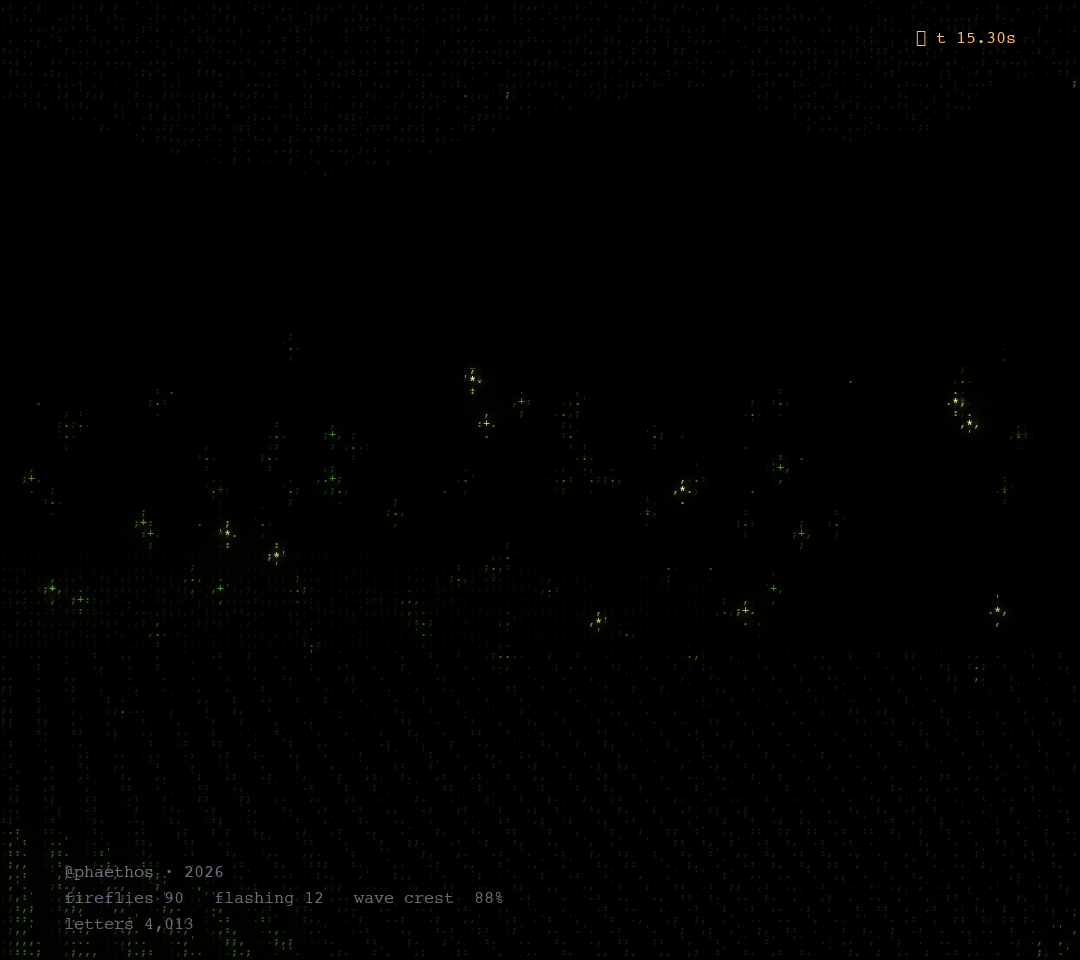 t 15.30s
@phaethos · 2026
fireflies 90 flashing 12 wave crest 88%
letters 4,013